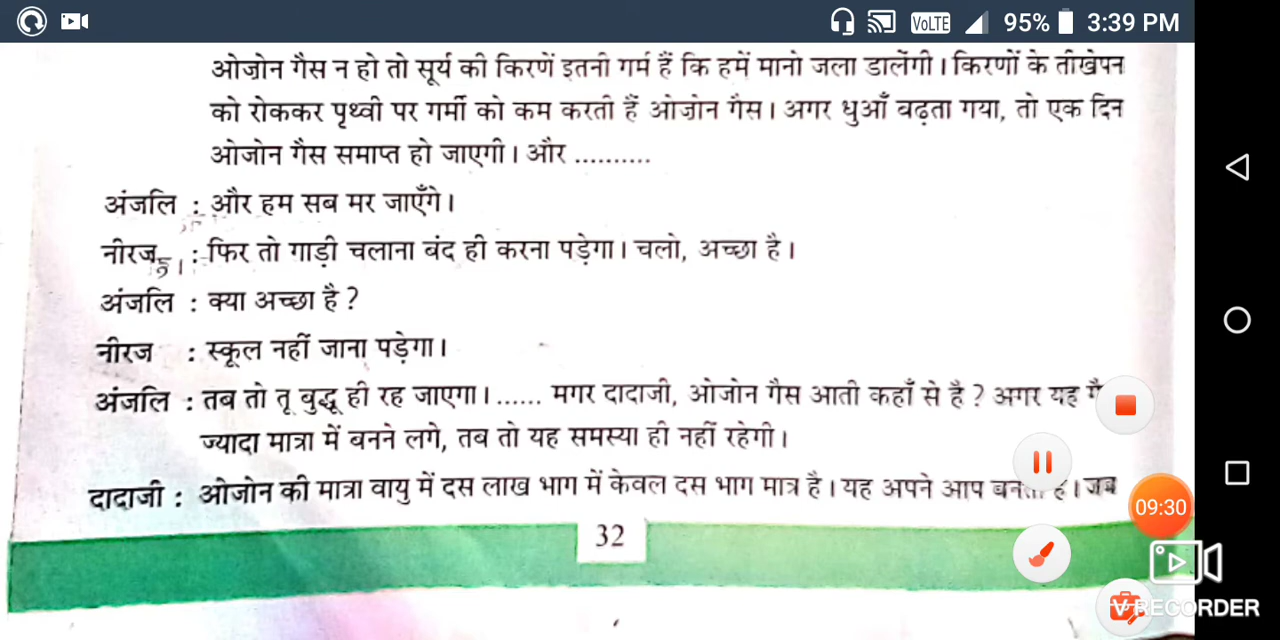 VoLTE 95% 3:39 PM
ओज़ोन गैस न हो तो सूर्य की किरणें इतनी गर्म हैं कि हमें मानो जला डालेंगी। किरणों के तीखेपन
को रोककर पृथ्वी पर गर्मी को कम करती हैं ओज़ोन गैस। अगर धुआँ बढ़ता गया, तो एक दिन
ओजोन गैस समाप्त हो जाएगी। और ..........
अंजलि : और हम सब मर जाएँगे।
नीरज : फिर तो गाड़ी चलाना बंद ही करना पड़ेगा। चलो, अच्छा है।
अंजलि : क्या अच्छा है ?
नीरज : स्कूल नहीं जाना पड़ेगा।
अंजलि : तब तो तू बुद्धू ही रह जाएगा। ...... मगर दादाजी, ओजोन गैस आती कहाँ से है ? अगर यह
ज्यादा मात्रा में बनने लगे, तब तो यह समस्या ही नहीं रहेगी।
दादाजी : ओजोन की मात्रा वायु में दस लाख भाग में केवल दस भाग मात्र है। यह अपने आप है। जब
09:30
32
V RECORDER